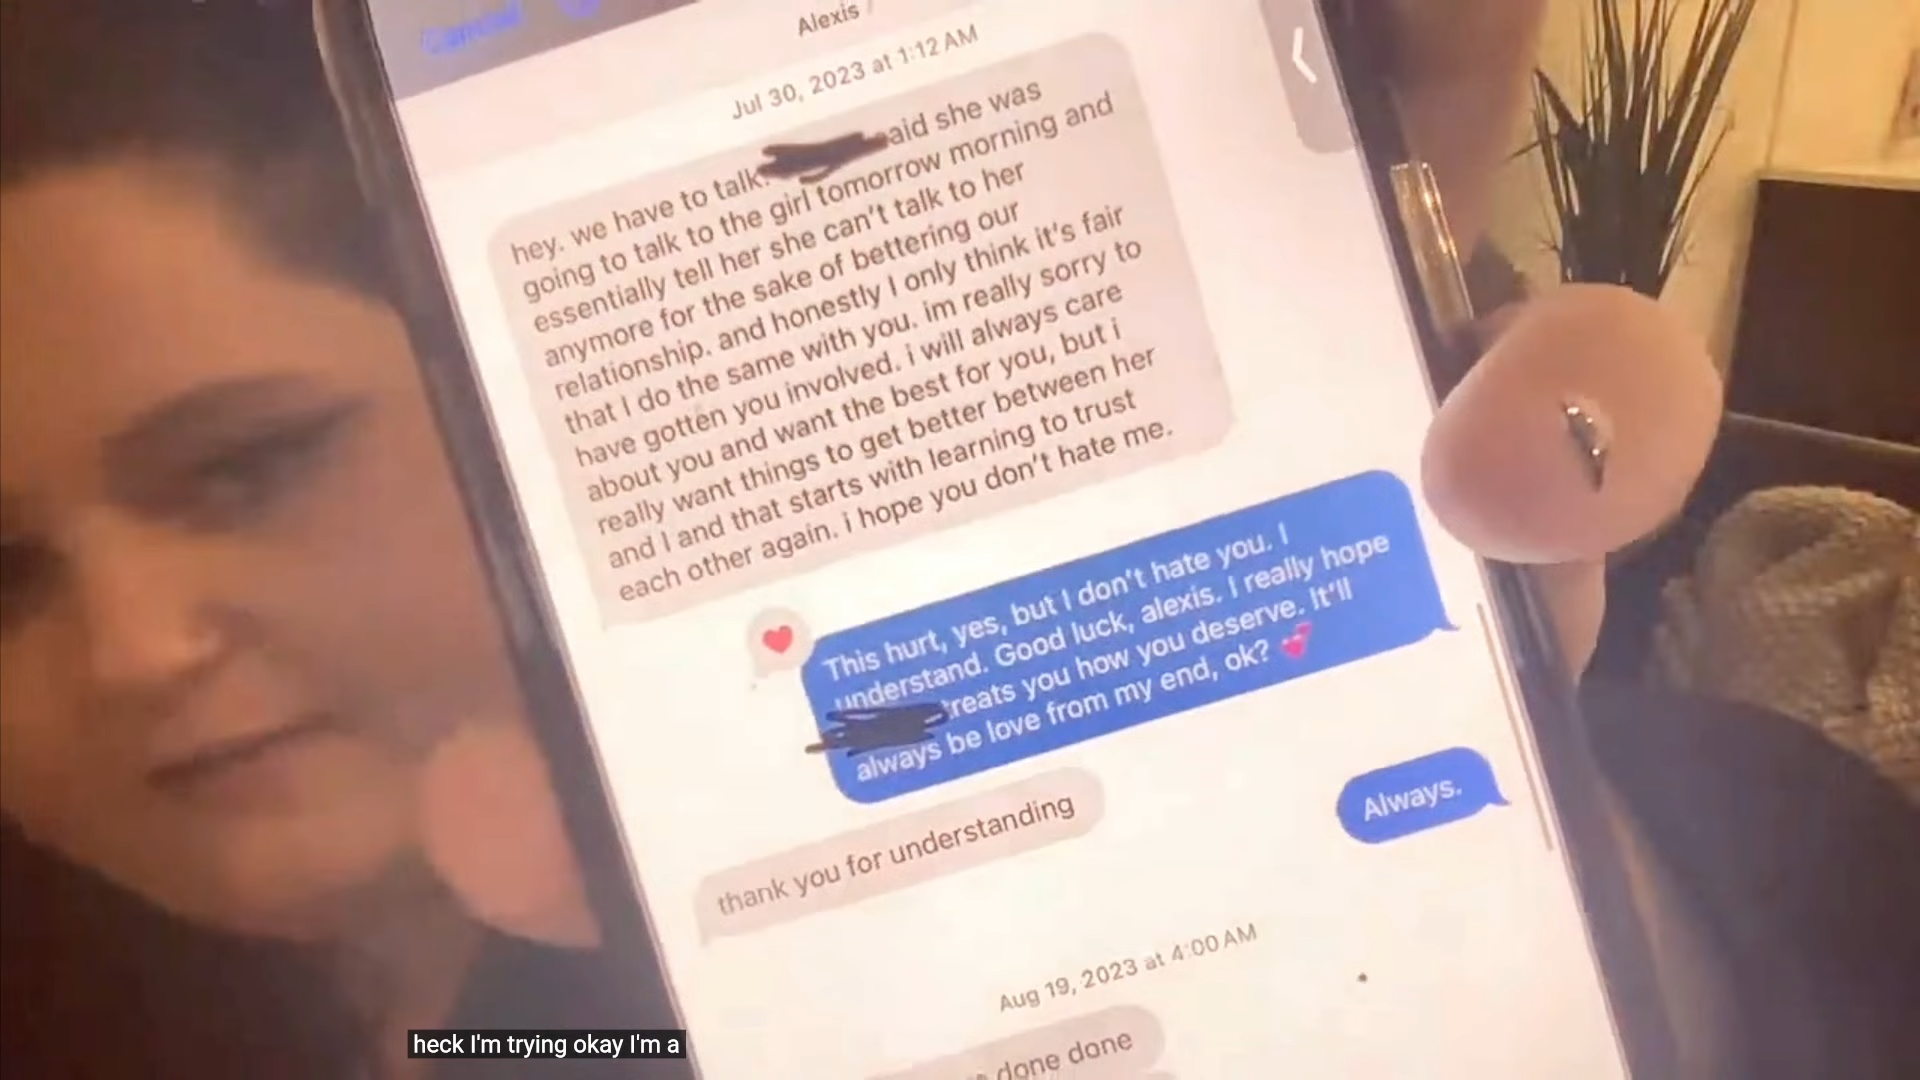 Cancel
Alexis
Jul 30, 2023 at 1:12 AM
hey. we have to talk. aid she was
going to talk to the girl tomorrow morning and
essentially tell her she can't talk to her
anymore for the sake of bettering our
relationship. and honestly I only think it's fair
that I do the same with you. im really sorry to
have gotten you involved. i will always care
about you and want the best for you, but i
really want things to get better between her
and I and that starts with learning to trust
each other again. i hope you don't hate me.
This hurt, yes, but I don't hate you. I
understand. Good luck, alexis. I really hope
treats you how you deserve. It'll
always be love from my end, ok? 💕
Always.
thank you for understanding
Aug 19, 2023 at 4:00 AM
done done
heck I'm trying okay I'm a